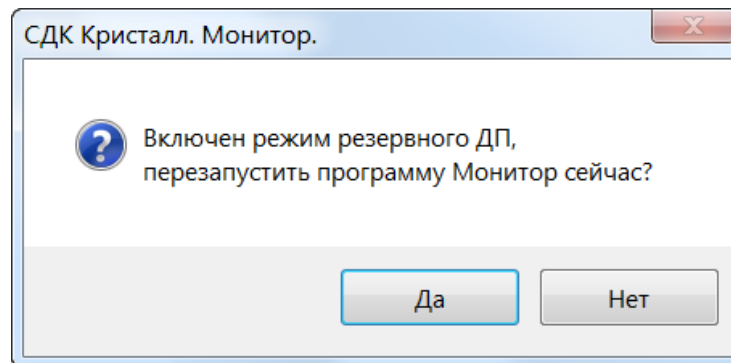 СДК Кристалл. Монитор.
Включен режим резервного ДП,
перезапустить программу Монитор сейчас?
Да
Нет